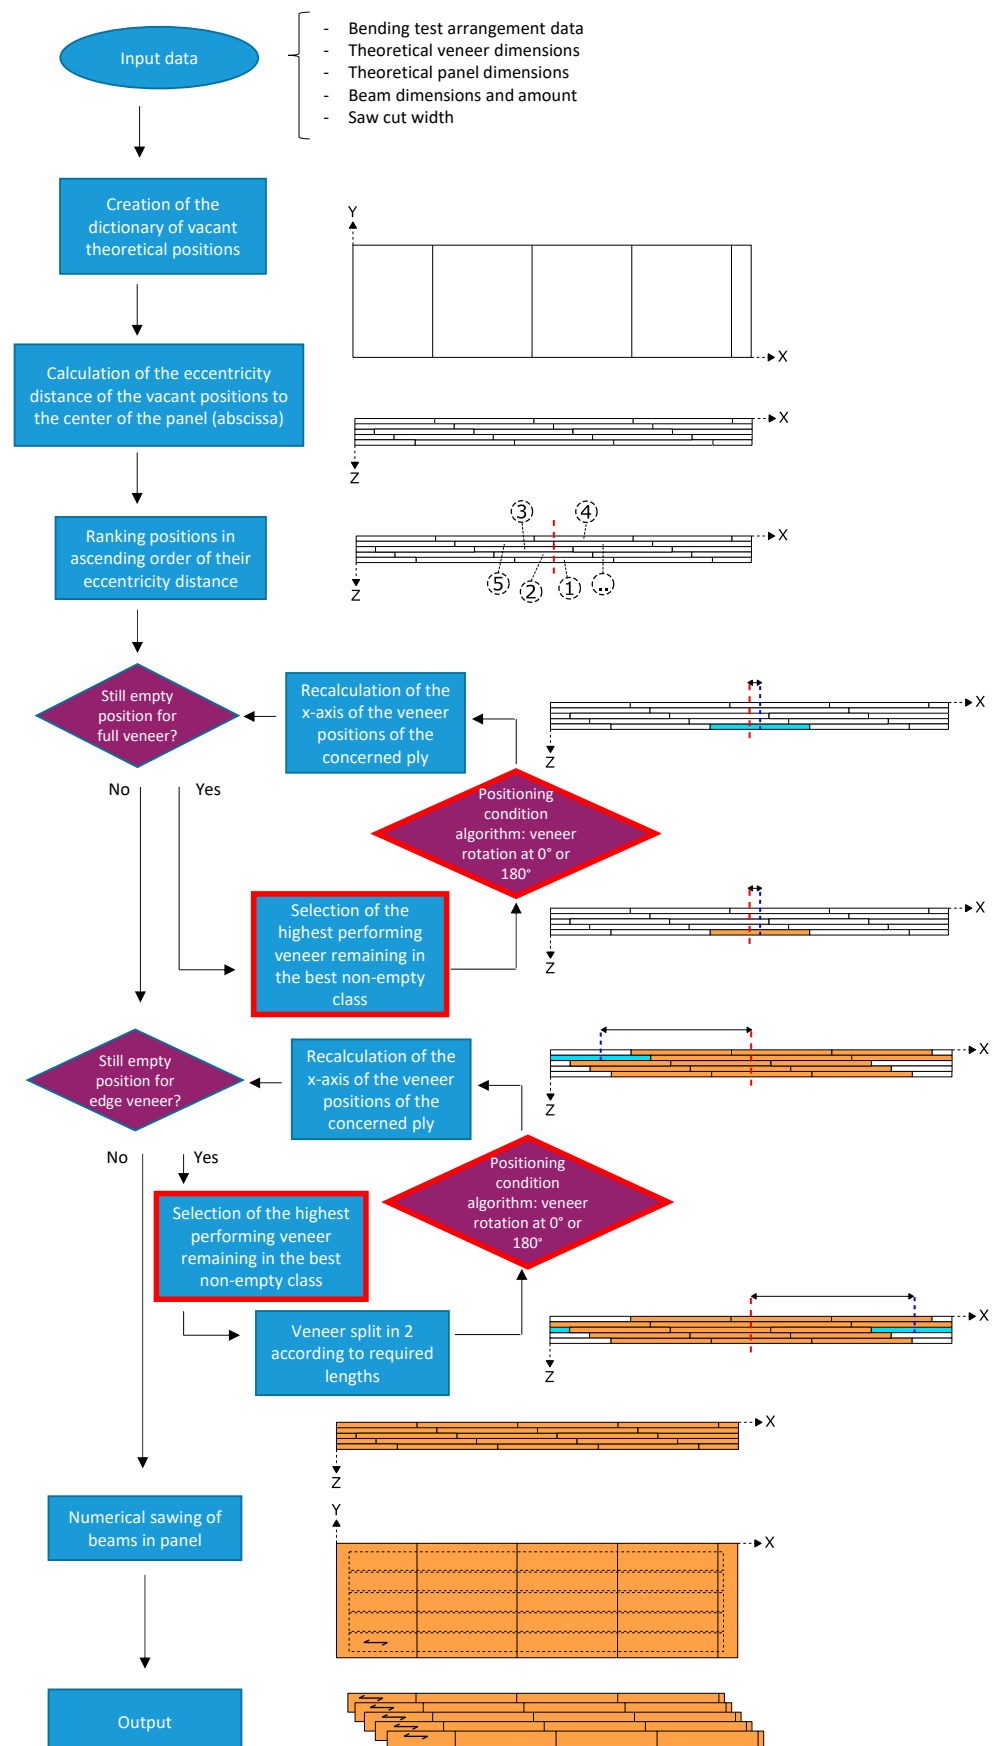 Input data
- Bending test arrangement data
- Theoretical veneer dimensions
- Theoretical panel dimensions
- Beam dimensions and amount
- Saw cut width
Creation of the
dictionary of vacant
theoretical positions
Y
X
Calculation of the eccentricity
distance of the vacant positions to
the center of the panel (abscissa)
X
Z
Ranking positions in
ascending order of their
eccentricity distance
3
4
X
5
2
1
..
Z
Still empty
position for
full veneer?
Recalculation of the
x-axis of the veneer
positions of the
concerned ply
X
Z
No
Yes
Positioning
condition
algorithm: veneer
rotation at 0° or
180°
Selection of the
highest performing
veneer remaining in
the best non-empty
class
X
Z
Still empty
position for
edge veneer?
Recalculation of the
x-axis of the veneer
positions of the
concerned ply
X
Z
No
Yes
Positioning
condition
algorithm: veneer
rotation at 0° or
180°
Selection of the highest
performing veneer
remaining in the best
non-empty class
Veneer split in 2
according to required
lengths
X
Z
X
Z
Numerical sawing of
beams in panel
Y
X
Output